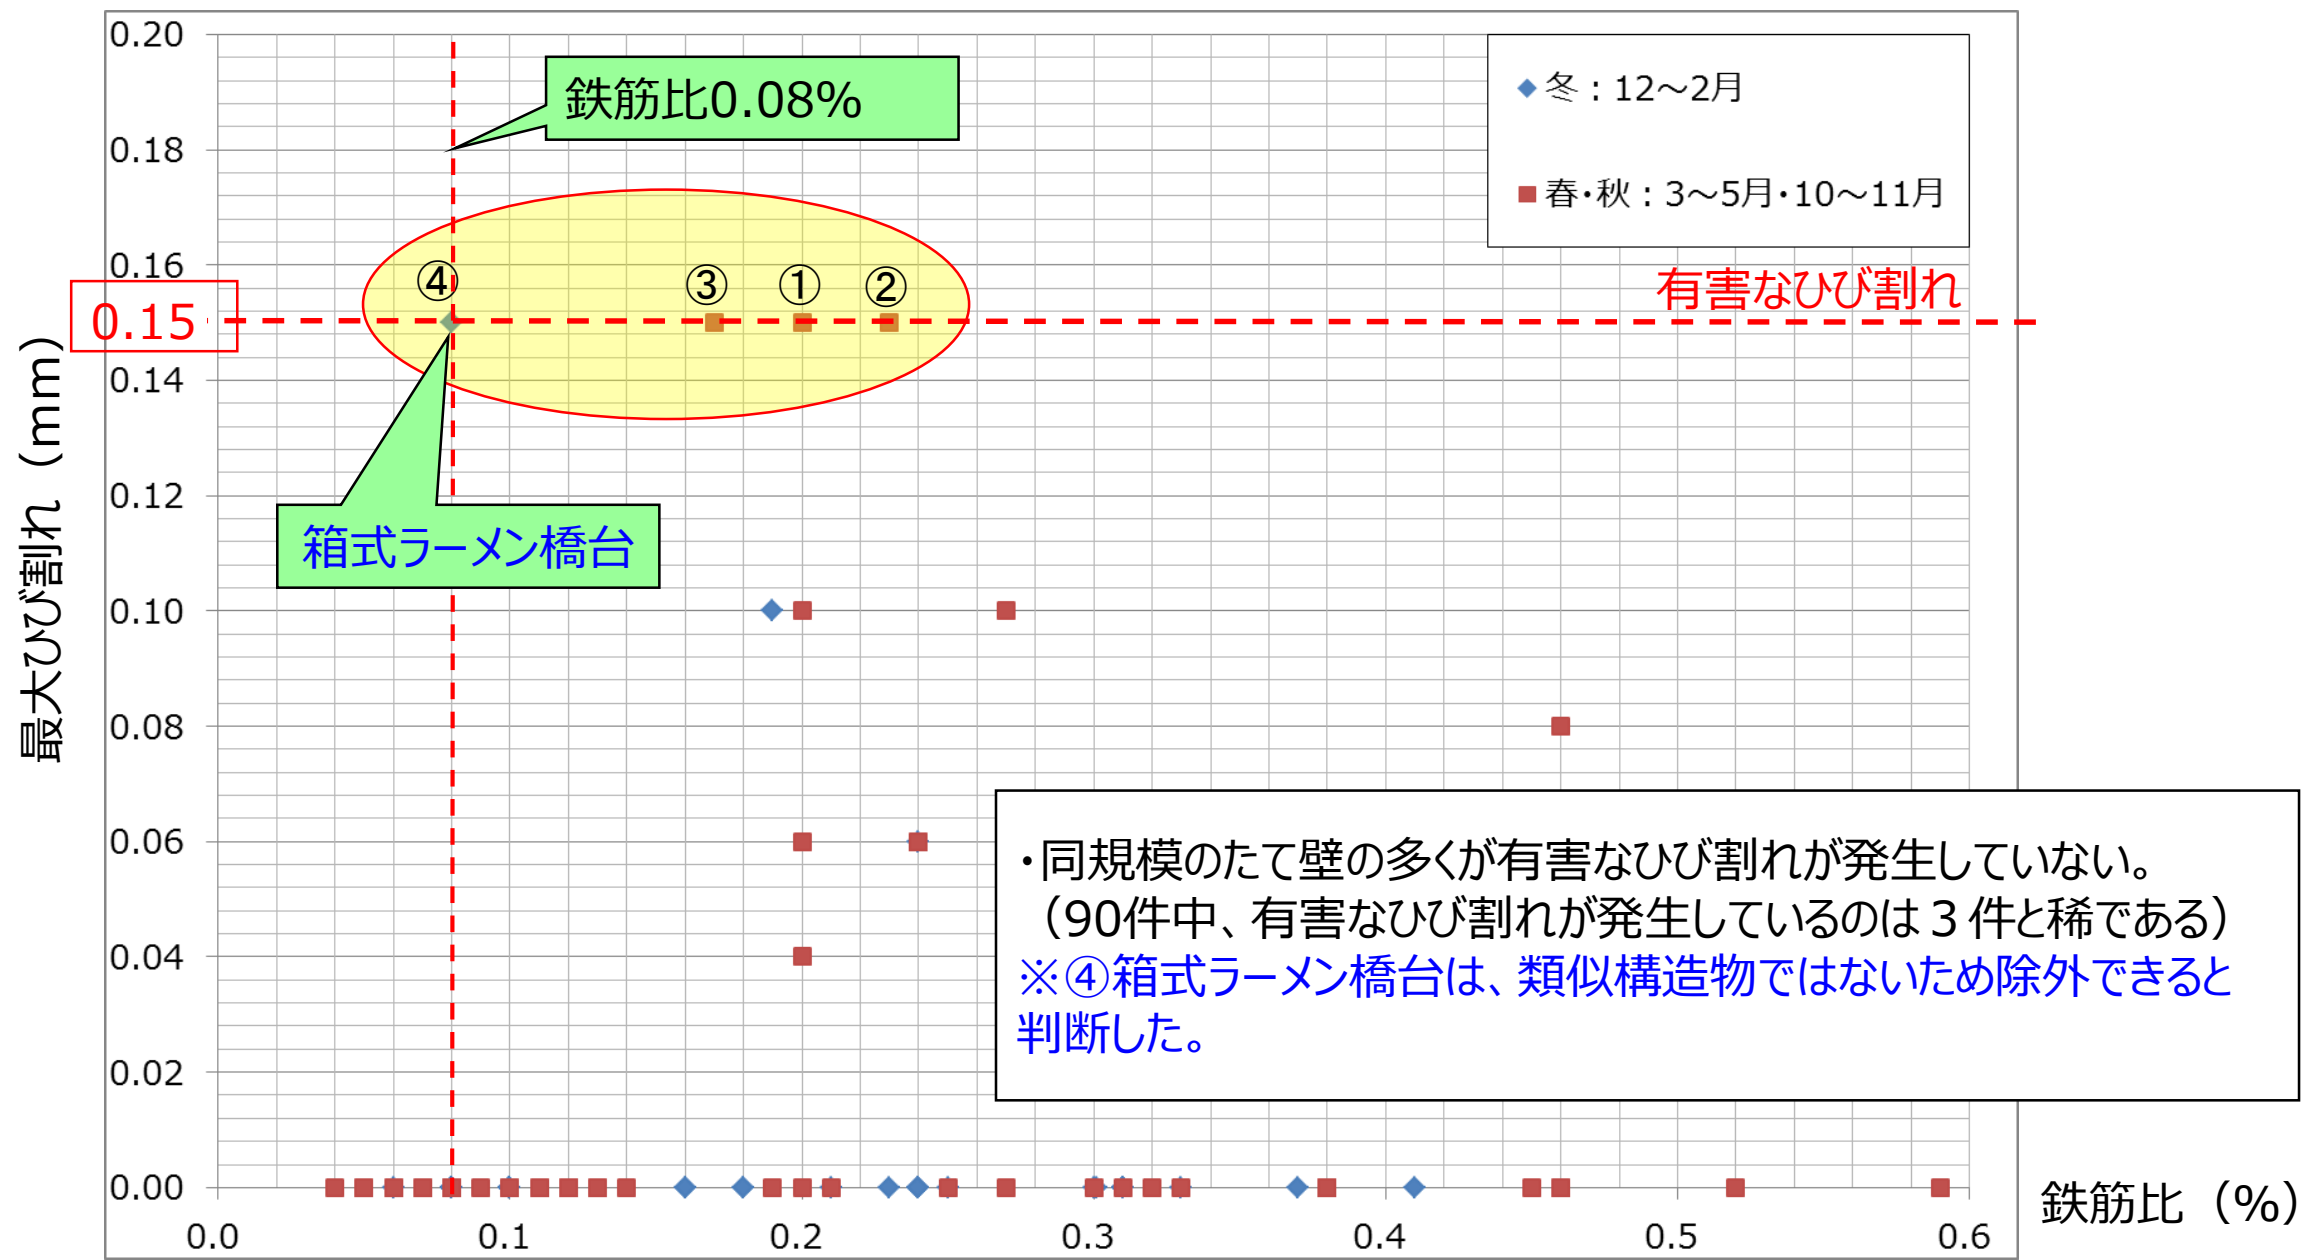 0.20
鉄筋比0.08%
◆冬：12～2月
0.18
■春・秋：3～5月・10～11月
0.16
④
③
①
②
有害なひび割れ
0.15
0.14
最大ひび割れ（mm）
0.12
箱式ラーメン橋台
0.10
0.08
0.06
・同規模のたて壁の多くが有害なひび割れが発生していない。
（90件中、有害なひび割れが発生しているのは３件と稀である）
※④箱式ラーメン橋台は、類似構造物ではないため除外できると
判断した。
0.04
0.02
0.00
鉄筋比（%）
0.0
0.1
0.2
0.3
0.4
0.5
0.6